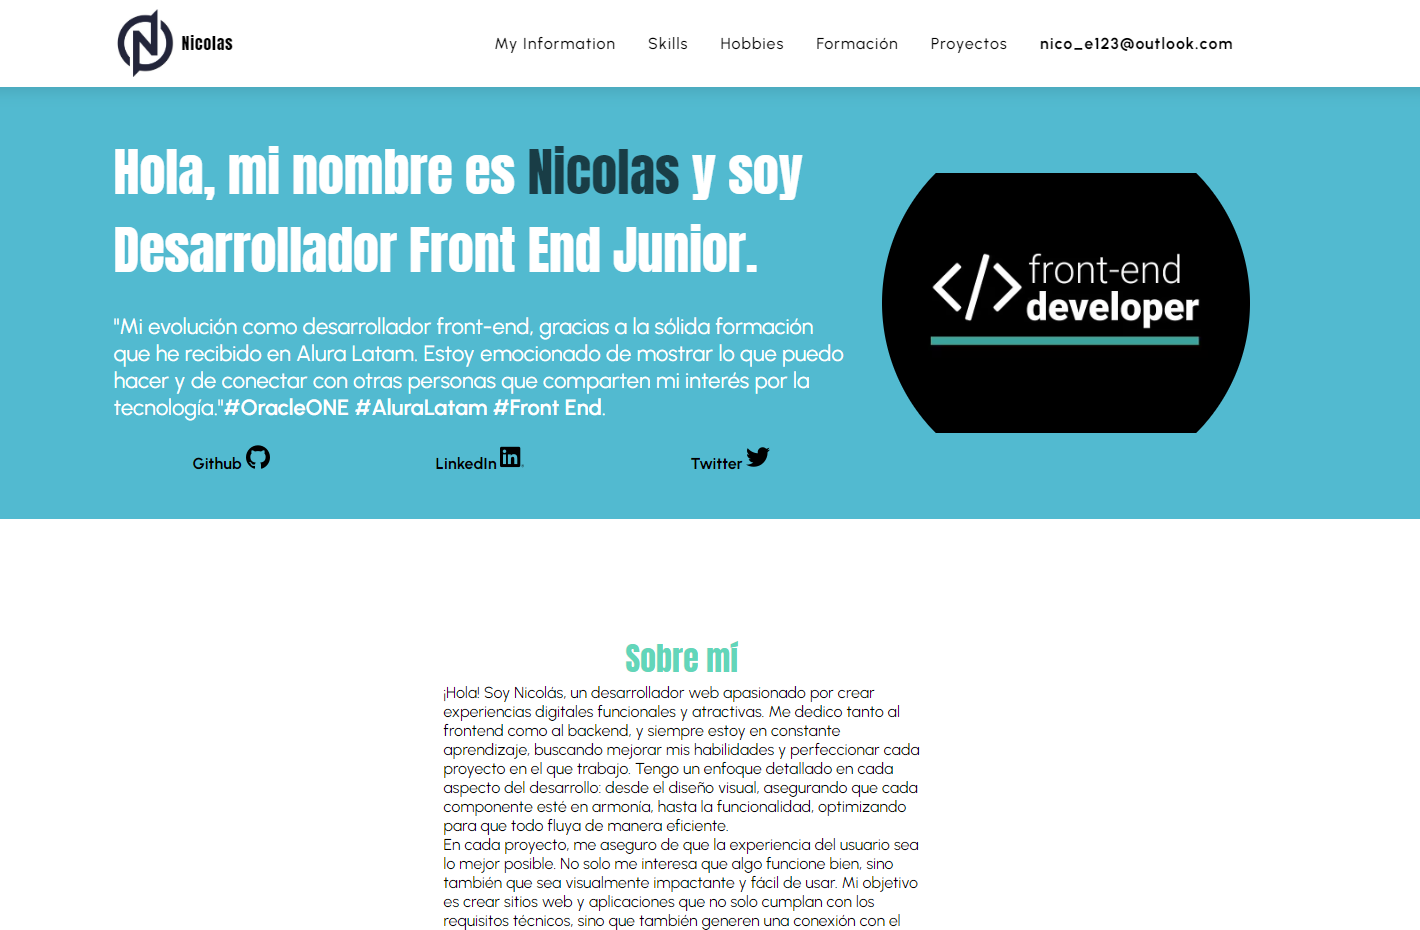 Nicolas
My Information Skills Hobbies Formación Proyectos nico_e123@outlook.com
Hola, mi nombre es Nicolas y soy
Desarrollador Front End Junior.
"Mi evolución como desarrollador front-end, gracias a la sólida formación
que he recibido en Alura Latam. Estoy emocionado de mostrar lo que puedo
hacer y de conectar con otras personas que comparten mi interés por la
tecnología."#OracleONE #AluraLatam #Front End.
Github LinkedIn Twitter
</> front-end
developer
Sobre mí
¡Hola! Soy Nicolás, un desarrollador web apasionado por crear
experiencias digitales funcionales y atractivas. Me dedico tanto al
frontend como al backend, y siempre estoy en constante
aprendizaje, buscando mejorar mis habilidades y perfeccionar cada
proyecto en el que trabajo. Tengo un enfoque detallado en cada
aspecto del desarrollo: desde el diseño visual, asegurando que cada
componente esté en armonía, hasta la funcionalidad, optimizando
para que todo fluya de manera eficiente.
En cada proyecto, me aseguro de que la experiencia del usuario sea
lo mejor posible. No solo me interesa que algo funcione bien, sino
también que sea visualmente impactante y fácil de usar. Mi objetivo
es crear sitios web y aplicaciones que no solo cumplan con los
requisitos técnicos, sino que también generen una conexión con el